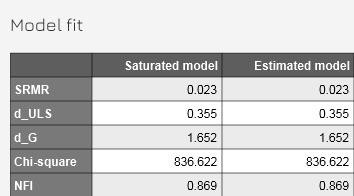 Model fit
Saturated model Estimated model
SRMR 0.023 0.023
d_ULS 0.355 0.355
d_G 1.652 1.652
Chi-square 836.622 836.622
NFI 0.869 0.869